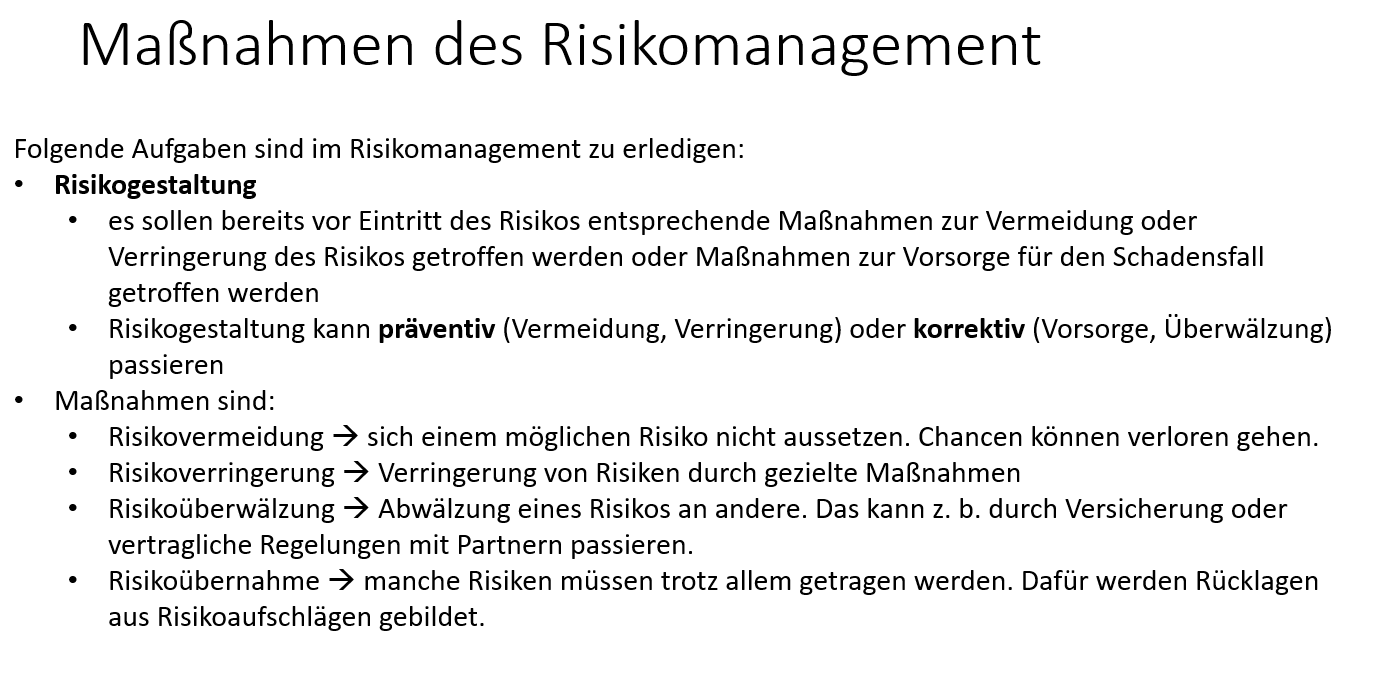 Maßnahmen des Risikomanagement
Folgende Aufgaben sind im Risikomanagement zu erledigen:
• Risikogestaltung
• es sollen bereits vor Eintritt des Risikos entsprechende Maßnahmen zur Vermeidung oder
Verringerung des Risikos getroffen werden oder Maßnahmen zur Vorsorge für den Schadensfall
getroffen werden
• Risikogestaltung kann präventiv (Vermeidung, Verringerung) oder korrektiv (Vorsorge, Überwälzung)
passieren
• Maßnahmen sind:
• Risikovermeidung → sich einem möglichen Risiko nicht aussetzen. Chancen können verloren gehen.
• Risikoverringerung → Verringerung von Risiken durch gezielte Maßnahmen
• Risikoüberwälzung → Abwälzung eines Risikos an andere. Das kann z. b. durch Versicherung oder
vertragliche Regelungen mit Partnern passieren.
• Risikoübernahme → manche Risiken müssen trotz allem getragen werden. Dafür werden Rücklagen
aus Risikoaufschlägen gebildet.